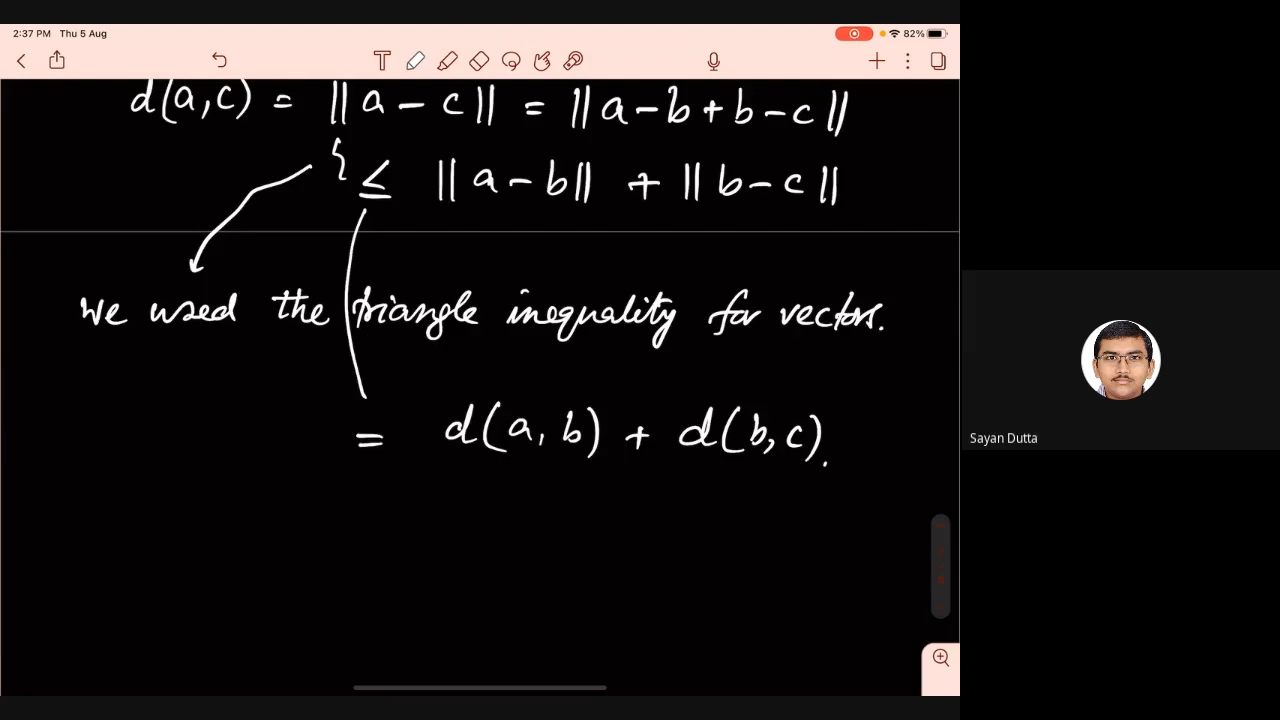 2:37 PM Thu 5 Aug
82%
d(a,c) = ||a - c|| = ||a - b + b - c||
≤ ||a - b|| + ||b - c||
We used the triangle inequality for vectors.
= d(a,b) + d(b,c).
Sayan Dutta